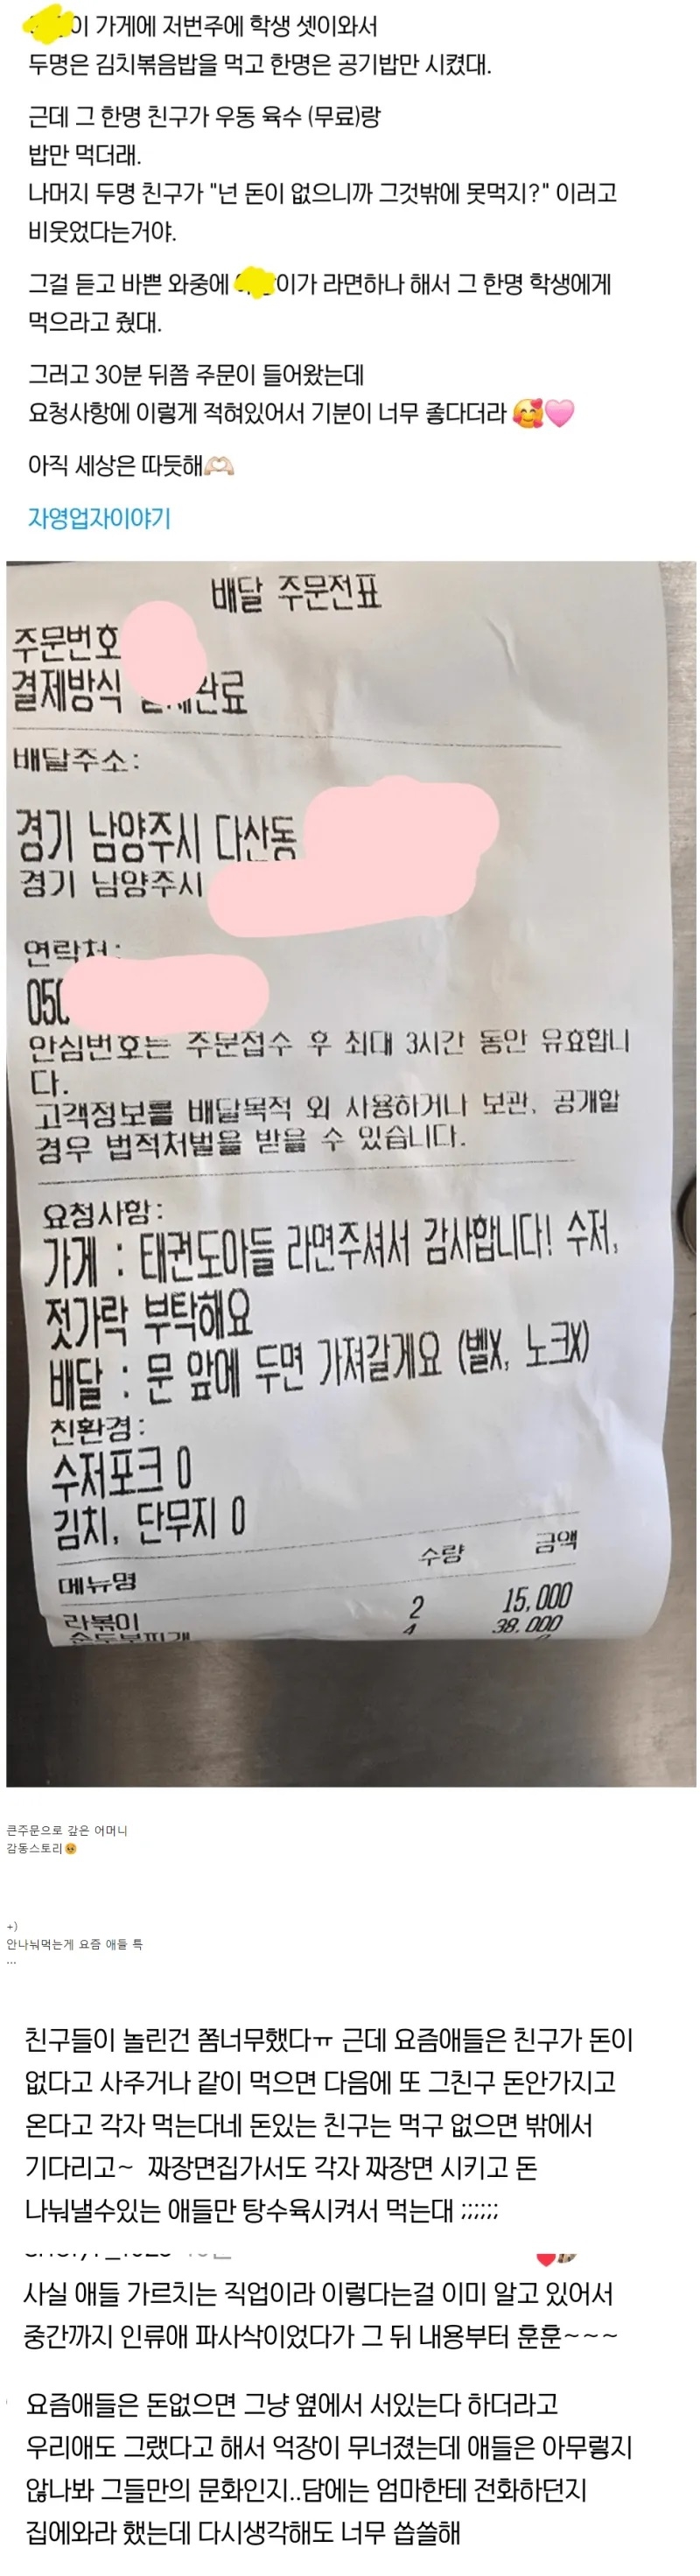 이 가게에 저번주에 학생 셋이와서
두명은 김치볶음밥을 먹고 한명은 공기밥만 시켰대.
근데 그 한명 친구가 우동 육수 (무료)랑
밥만 먹더래.
나머지 두명 친구가 "넌 돈이 없으니까 그것밖에 못먹지?" 이러고
비웃었다는거야.
그걸 듣고 바쁜 와중에 이가 라면하나 해서 그 한명 학생에게
먹으라고 줬대.
그러고 30분 뒤쯤 주문이 들어왔는데
요청사항에 이렇게 적혀있어서 기분이 너무 좋다더라 🥰🩷
아직 세상은 따듯해🫶🏻
자영업자이야기
배달 주문전표
주문번호
결제방식 완료
배달주소:
경기 남양주시 다산동
경기 남양주시
연락처:
050
안심번호는 주문접수 후 최대 3시간 동안 유효합니
다.
고객정보를 배달목적 외 사용하거나 보관, 공개할
경우 법적처벌을 받을 수 있습니다.
요청사항:
가게 : 태권도아들 라면주셔서 감사합니다! 수저,
젓가락 부탁해요
배달 : 문 앞에 두면 가져갈게요 (벨X, 노크X)
친환경:
수저포크 0
김치, 단무지 0
메뉴명 수량 금액
라볶이 2 15,000
순두부찌개 4 38,000
큰주문으로 갚은 어머니
감동스토리😡
+)
안나눠먹는게 요즘 애들 특
...
친구들이 놀린건 쫌너무했다ㅠ 근데 요즘애들은 친구가 돈이
없다고 사주거나 같이 먹으면 다음에 또 그친구 돈안가지고
온다고 각자 먹는다네 돈있는 친구는 먹구 없으면 밖에서
기다리고~ 짜장면집가서도 각자 짜장면 시키고 돈
나눠낼수있는 애들만 탕수육시켜서 먹는대 ;;;;;;
사실 애들 가르치는 직업이라 이렇다는걸 이미 알고 있어서
중간까지 인류애 파사삭이었다가 그 뒤 내용부터 훈훈~~~
요즘애들은 돈없으면 그냥 옆에서 서있는다 하더라고
우리애도 그랬다고 해서 억장이 무너졌는데 애들은 아무렇지
않나봐 그들만의 문화인지..담에는 엄마한테 전화하던지
집에와라 했는데 다시생각해도 너무 씁쓸해